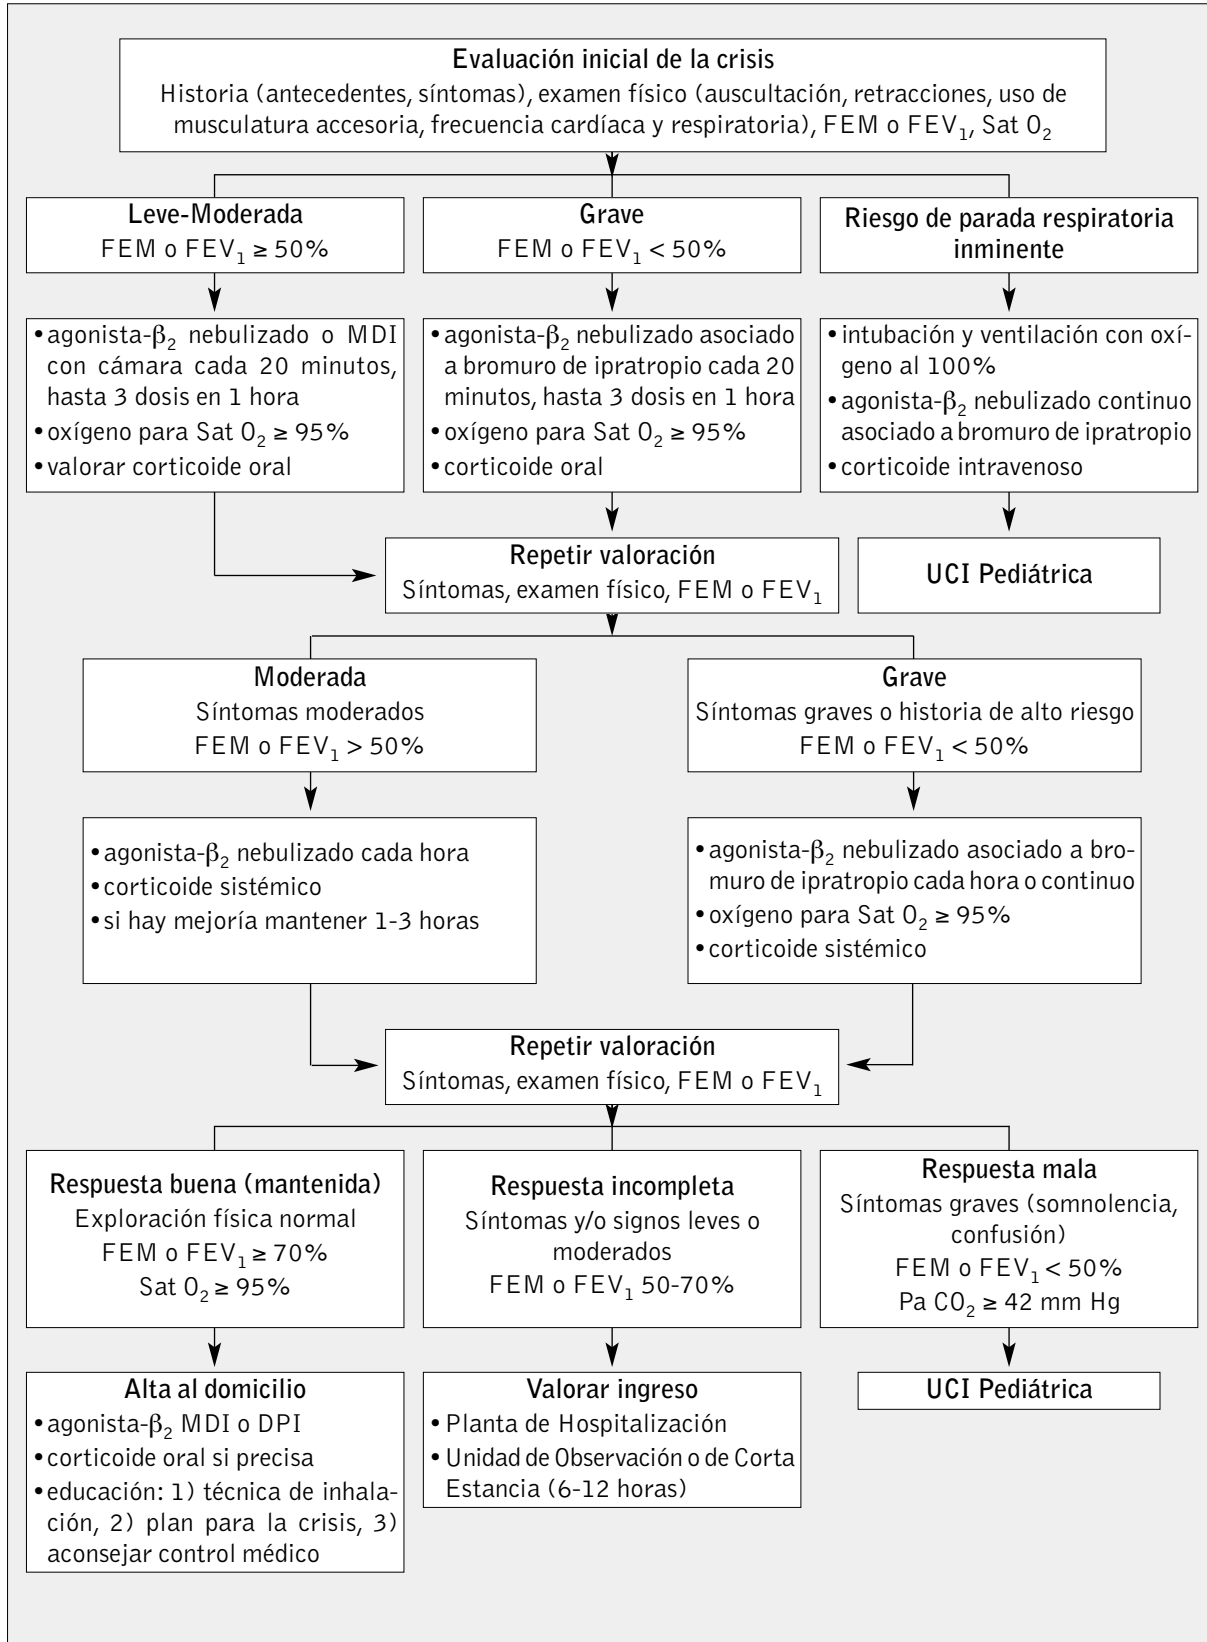 Evaluación inicial de la crisis
Historia (antecedentes, síntomas), examen físico (auscultación, retracciones, uso de
musculatura accesoria, frecuencia cardíaca y respiratoria), FEM o FEV₁, Sat O₂
Leve-Moderada
FEM o FEV₁ ≥ 50%
Grave
FEM o FEV₁ < 50%
Riesgo de parada respiratoria
inminente
• agonista-β₂ nebulizado o MDI
con cámara cada 20 minutos,
hasta 3 dosis en 1 hora
• oxígeno para Sat O₂ ≥ 95%
• valorar corticoide oral
• agonista-β₂ nebulizado asociado
a bromuro de ipratropio cada 20
minutos, hasta 3 dosis en 1 hora
• oxígeno para Sat O₂ ≥ 95%
• corticoide oral
• intubación y ventilación con oxí-
geno al 100%
• agonista-β₂ nebulizado continuo
asociado a bromuro de ipratropio
• corticoide intravenoso
Repetir valoración
Síntomas, examen físico, FEM o FEV₁
UCI Pediátrica
Moderada
Síntomas moderados
FEM o FEV₁ > 50%
Grave
Síntomas graves o historia de alto riesgo
FEM o FEV₁ < 50%
• agonista-β₂ nebulizado cada hora
• corticoide sistémico
• si hay mejoría mantener 1-3 horas
• agonista-β₂ nebulizado asociado a bro-
muro de ipratropio cada hora o continuo
• oxígeno para Sat O₂ ≥ 95%
• corticoide sistémico
Repetir valoración
Síntomas, examen físico, FEM o FEV₁
Respuesta buena (mantenida)
Exploración física normal
FEM o FEV₁ ≥ 70%
Sat O₂ ≥ 95%
Respuesta incompleta
Síntomas y/o signos leves o
moderados
FEM o FEV₁ 50-70%
Respuesta mala
Síntomas graves (somnolencia,
confusión)
FEM o FEV₁ < 50%
Pa CO₂ ≥ 42 mm Hg
Alta al domicilio
• agonista-β₂ MDI o DPI
• corticoide oral si precisa
• educación: 1) técnica de inhala-
ción, 2) plan para la crisis, 3)
aconsejar control médico
Valorar ingreso
• Planta de Hospitalización
• Unidad de Observación o de Corta
Estancia (6-12 horas)
UCI Pediátrica